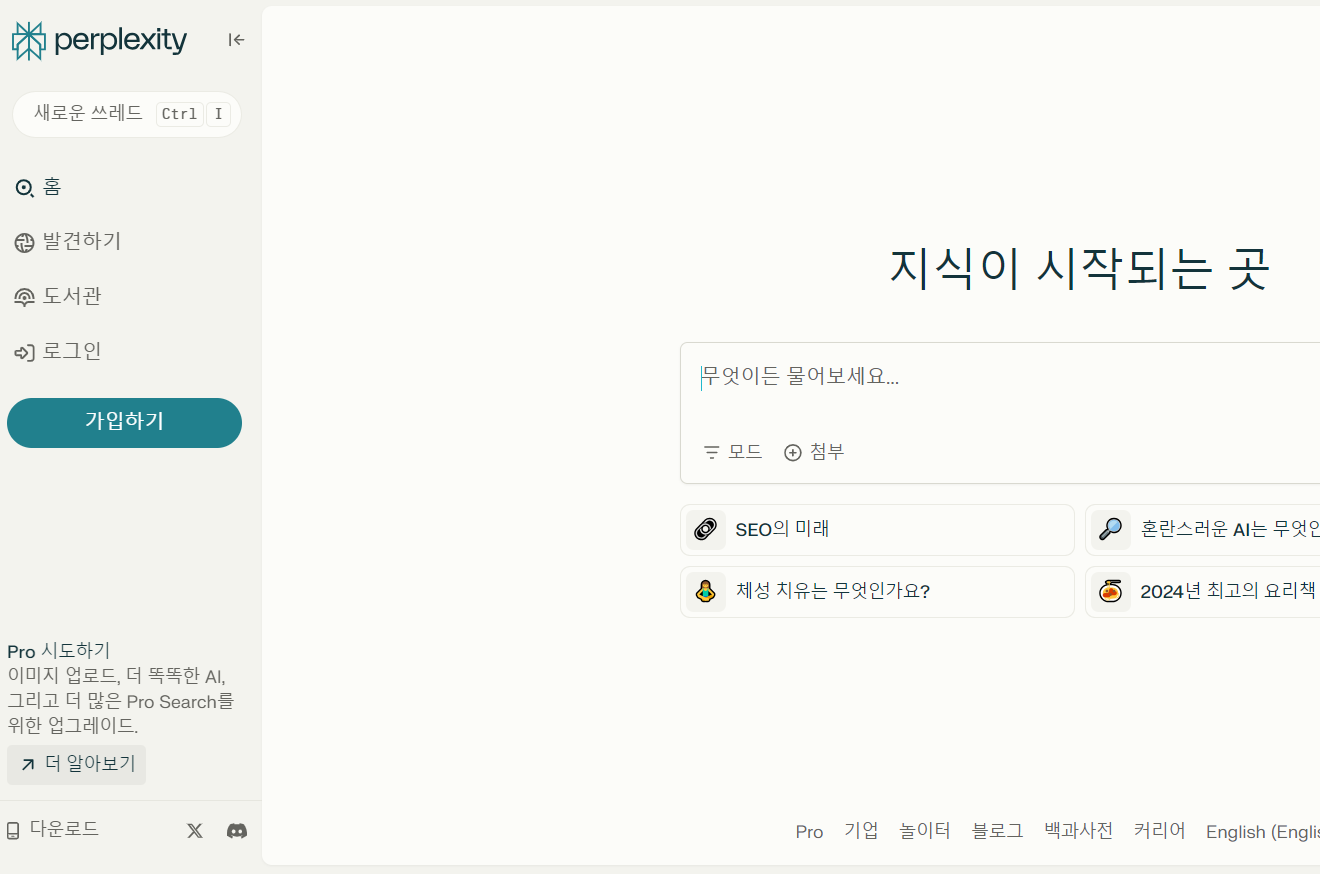 perplexity
새로운 쓰레드 Ctrl I
홈
발견하기
도서관
로그인
가입하기
Pro 시도하기
이미지 업로드, 더 똑똑한 AI,
그리고 더 많은 Pro Search를
위한 업그레이드.
더 알아보기
다운로드
지식이 시작되는 곳
무엇이든 물어보세요...
모드 첨부
SEO의 미래
혼란스러운 AI는 무엇인
체성 치유는 무엇인가요?
2024년 최고의 요리책
Pro 기업 놀이터 블로그 백과사전 커리어 English (Englis